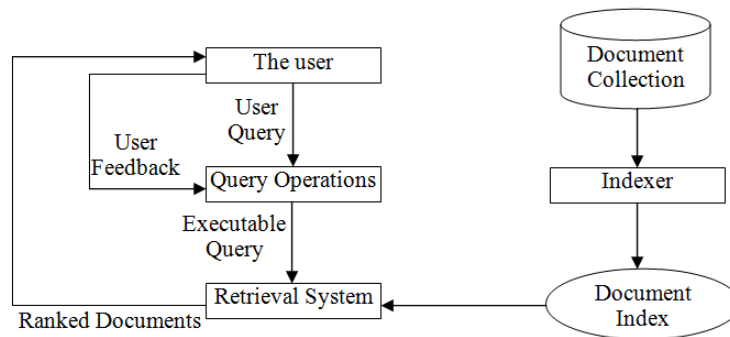 The user
Document
Collection
User
Query
User
Feedback
Query Operations
Indexer
Executable
Query
Retrieval System
Document
Index
Ranked Documents